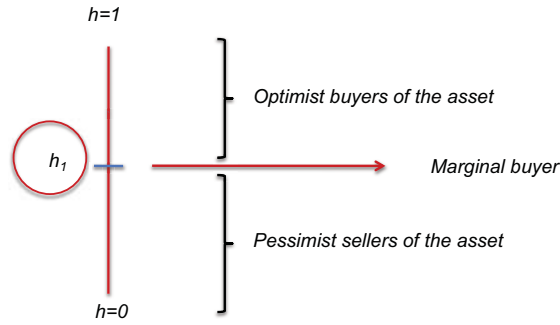 h=1
Optimist buyers of the asset
h1
Marginal buyer
Pessimist sellers of the asset
h=0